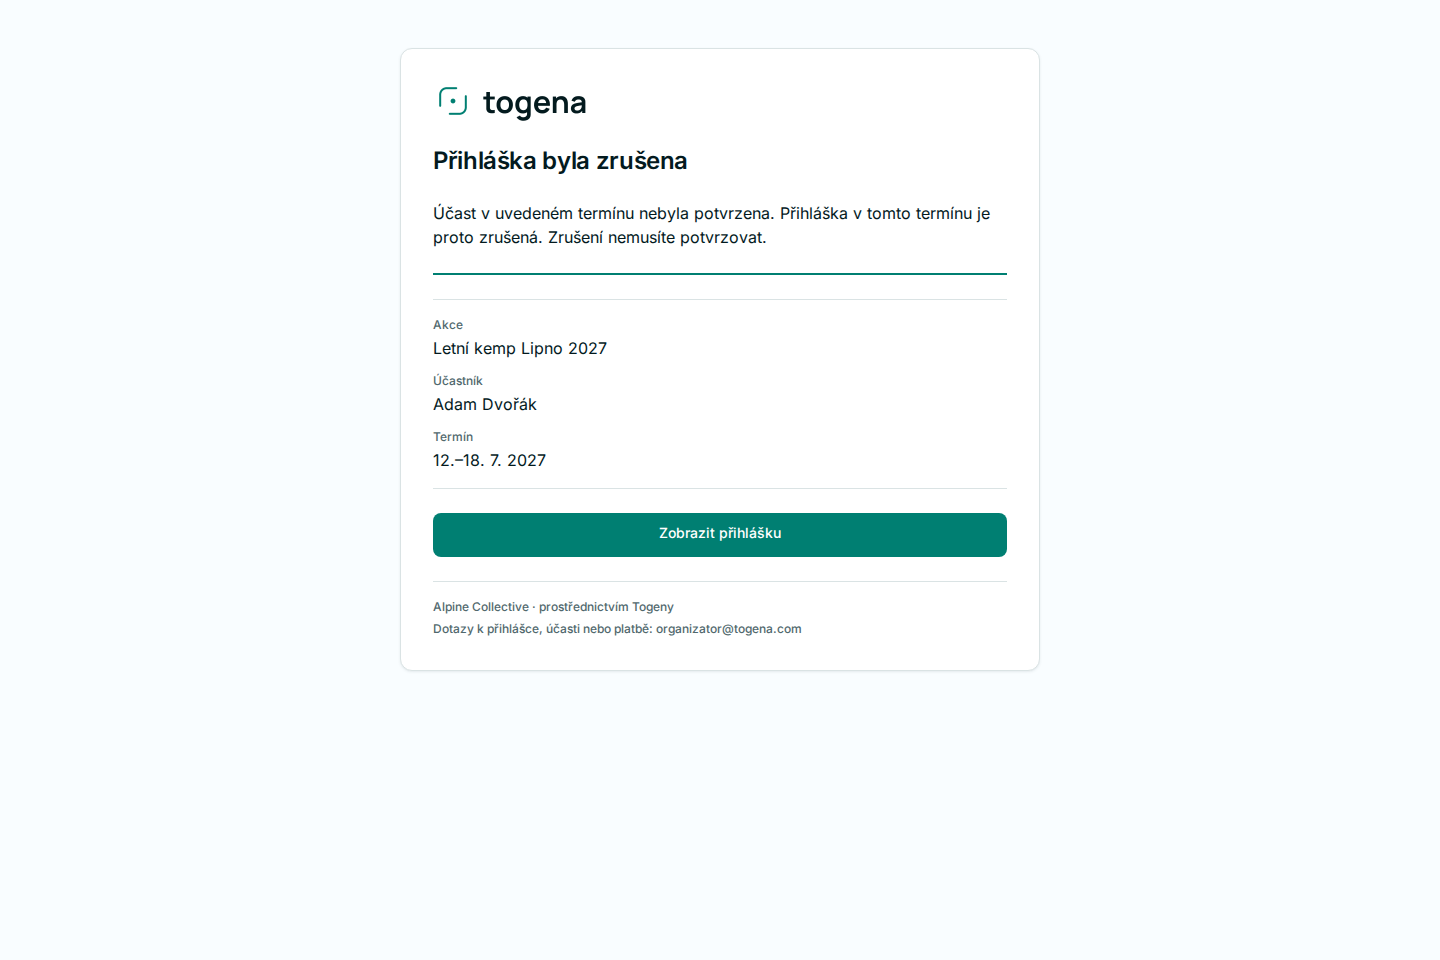 togena
Přihláška byla zrušena
Účast v uvedeném termínu nebyla potvrzena. Přihláška v tomto termínu je
proto zrušená. Zrušení nemusíte potvrzovat.
Akce
Letní kemp Lipno 2027
Účastník
Adam Dvořák
Termín
12.–18. 7. 2027
Zobrazit přihlášku
Alpine Collective · prostřednictvím Togeny
Dotazy k přihlášce, účasti nebo platbě: organizator@togena.com